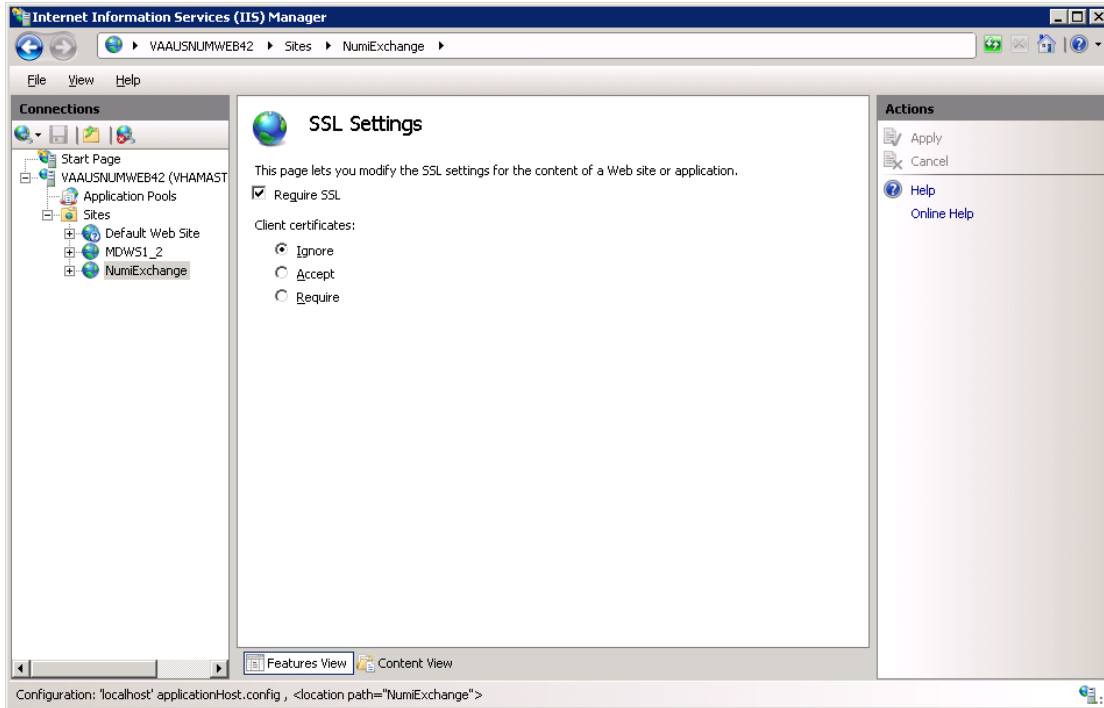 Internet Information Services (IIS) Manager
VAAUSNUMWEB42 Sites NumiExchange
File View Help
Connections
Start Page
VAAUSNUMWEB42 (VHAMAST
Application Pools
Sites
Default Web Site
MDWS1_2
NumiExchange
SSL Settings
This page lets you modify the SSL settings for the content of a Web site or application.
Require SSL
Client certificates:
Ignore
Accept
Require
Features View Content View
Actions
Apply
Cancel
Help
Online Help
Configuration: 'localhost' applicationHost.config , <location path="NumiExchange">